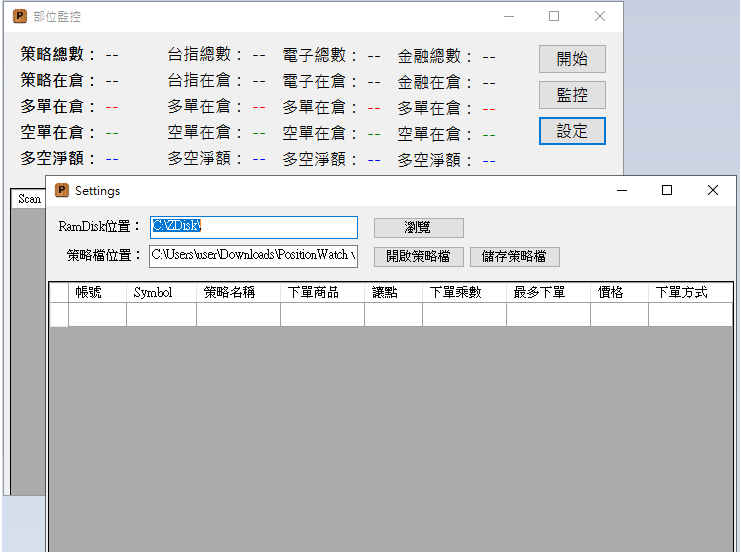 部位監控
策略總數： -- 台指總數： -- 電子總數： -- 金融總數： -- 開始
策略在倉： -- 台指在倉： -- 電子在倉： -- 金融在倉： --
多單在倉： -- 多單在倉： -- 多單在倉： -- 多單在倉： -- 監控
空單在倉： -- 空單在倉： -- 空單在倉： -- 空單在倉： -- 設定
多空淨額： -- 多空淨額： -- 多空淨額： -- 多空淨額： --
Scan
Settings
RamDisk位置： C:\ZDisk\ 瀏覽
策略檔位置： C:\Users\user\Downloads\PositionWatch 開啟策略檔 儲存策略檔
帳號 Symbol 策略名稱 下單商品 讓點 下單乘數 最多下單 價格 下單方式